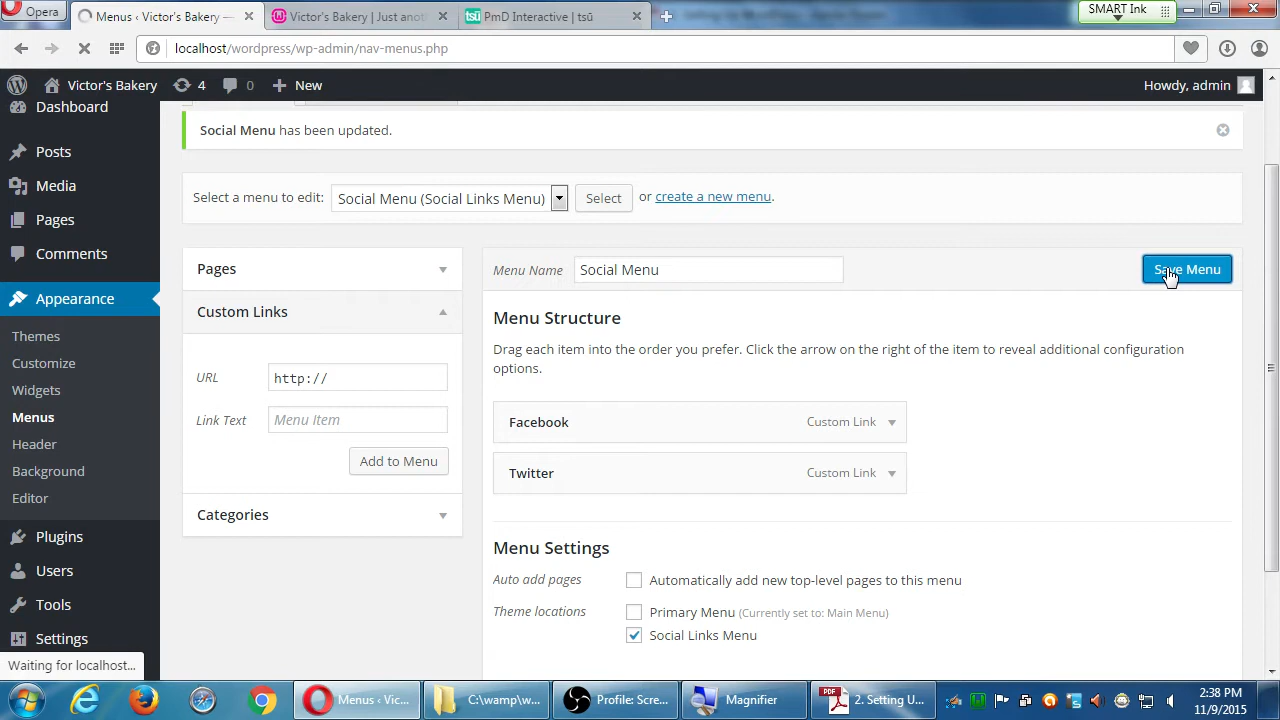 Opera
Menus ‹ Victor's Bakery —
Victor's Bakery | Just anot
PmD Interactive | tsū
SMART Ink
localhost/wordpress/wp-admin/nav-menus.php
Victor's Bakery
4
0
New
Howdy, admin
Dashboard
Posts
Media
Pages
Comments
Appearance
Themes
Customize
Widgets
Menus
Header
Background
Editor
Plugins
Users
Tools
Settings
Social Menu has been updated.
Select a menu to edit:
Social Menu (Social Links Menu)
Select
or create a new menu.
Pages
Custom Links
URL
http://
Link Text
Menu Item
Add to Menu
Categories
Menu Name
Social Menu
Save Menu
Menu Structure
Drag each item into the order you prefer. Click the arrow on the right of the item to reveal additional configuration
options.
Facebook
Custom Link
Twitter
Custom Link
Menu Settings
Auto add pages
Automatically add new top-level pages to this menu
Theme locations
Primary Menu (Currently set to: Main Menu)
Social Links Menu
Waiting for localhost...
Menus ‹ Vic...
C:\wamp\w...
Profile: Scre...
Magnifier
2. Setting U...
2:38 PM
11/9/2015